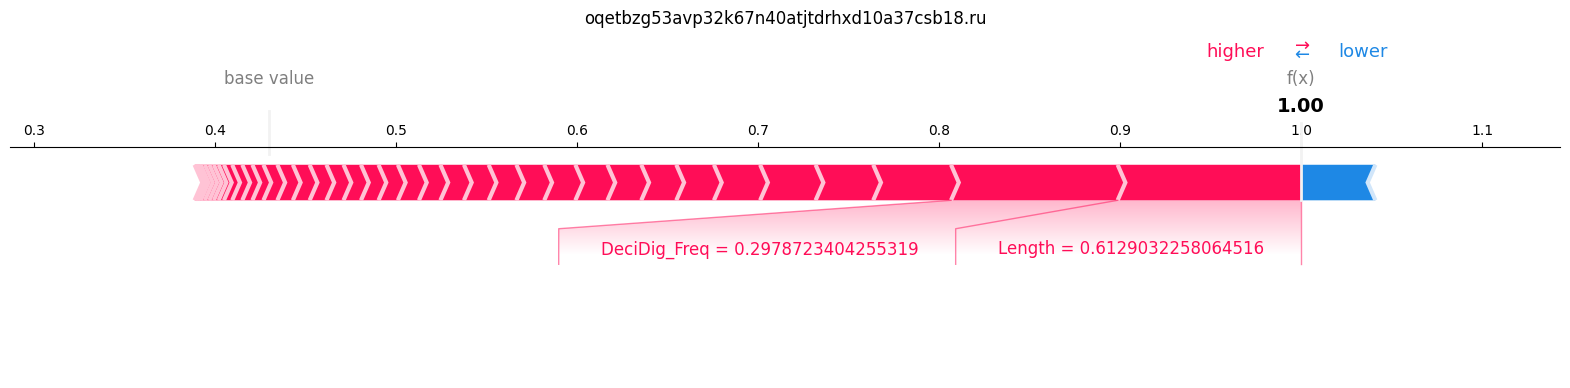 oqetbzg53avp32k67n40atjtdrhxd10a37csb18.ru
higher ⇄ lower
base value f(x)
1.00
0.3 0.4 0.5 0.6 0.7 0.8 0.9 1.0 1.1
DeciDig_Freq = 0.2978723404255319 Length = 0.6129032258064516